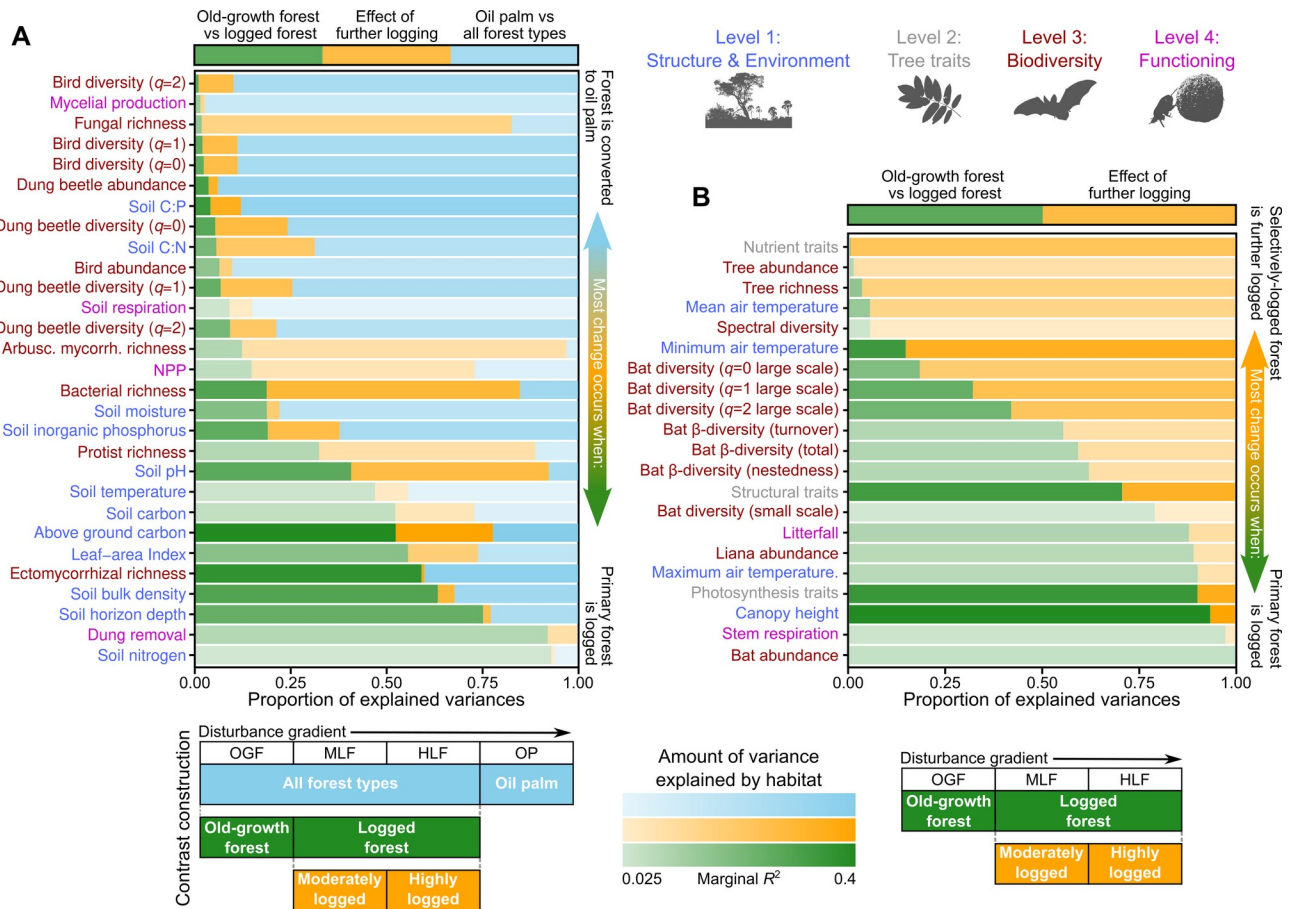 A
Old-growth forest
vs logged forest
Effect of
further logging
Oil palm vs
all forest types
Bird diversity (q=2)
Mycelial production
Fungal richness
Bird diversity (q=1)
Bird diversity (q=0)
Dung beetle abundance
Soil C:P
Dung beetle diversity (q=0)
Soil C:N
Bird abundance
Dung beetle diversity (q=1)
Soil respiration
Dung beetle diversity (q=2)
Arbusc. mycorrh. richness
NPP
Bacterial richness
Soil moisture
Soil inorganic phosphorus
Protist richness
Soil pH
Soil temperature
Soil carbon
Above ground carbon
Leaf−area Index
Ectomycorrhizal richness
Soil bulk density
Soil horizon depth
Dung removal
Soil nitrogen
0.00
0.25
0.50
0.75
1.00
Proportion of explained variances
Forest is converted
to oil palm
Most change occurs when:
Primary forest
is logged
Level 1:
Structure & Environment
Level 2:
Tree traits
Level 3:
Biodiversity
Level 4:
Functioning
B
Old-growth forest
vs logged forest
Effect of
further logging
Nutrient traits
Tree abundance
Tree richness
Mean air temperature
Spectral diversity
Minimum air temperature
Bat diversity (q=0 large scale)
Bat diversity (q=1 large scale)
Bat diversity (q=2 large scale)
Bat β-diversity (turnover)
Bat β-diversity (total)
Bat β-diversity (nestedness)
Structural traits
Bat diversity (small scale)
Litterfall
Liana abundance
Maximum air temperature.
Photosynthesis traits
Canopy height
Stem respiration
Bat abundance
0.00
0.25
0.50
0.75
1.00
Proportion of explained variances
Selectively-logged forest
is further logged
Most change occurs when:
Primary forest
is logged
Contrast construction
Disturbance gradient
OGF
MLF
HLF
OP
All forest types
Oil palm
Old-growth
forest
Logged
forest
Moderately
logged
Highly
logged
Amount of variance
explained by habitat
0.025
Marginal R²
0.4
Disturbance gradient
OGF
MLF
HLF
Old-growth
forest
Logged
forest
Moderately
logged
Highly
logged